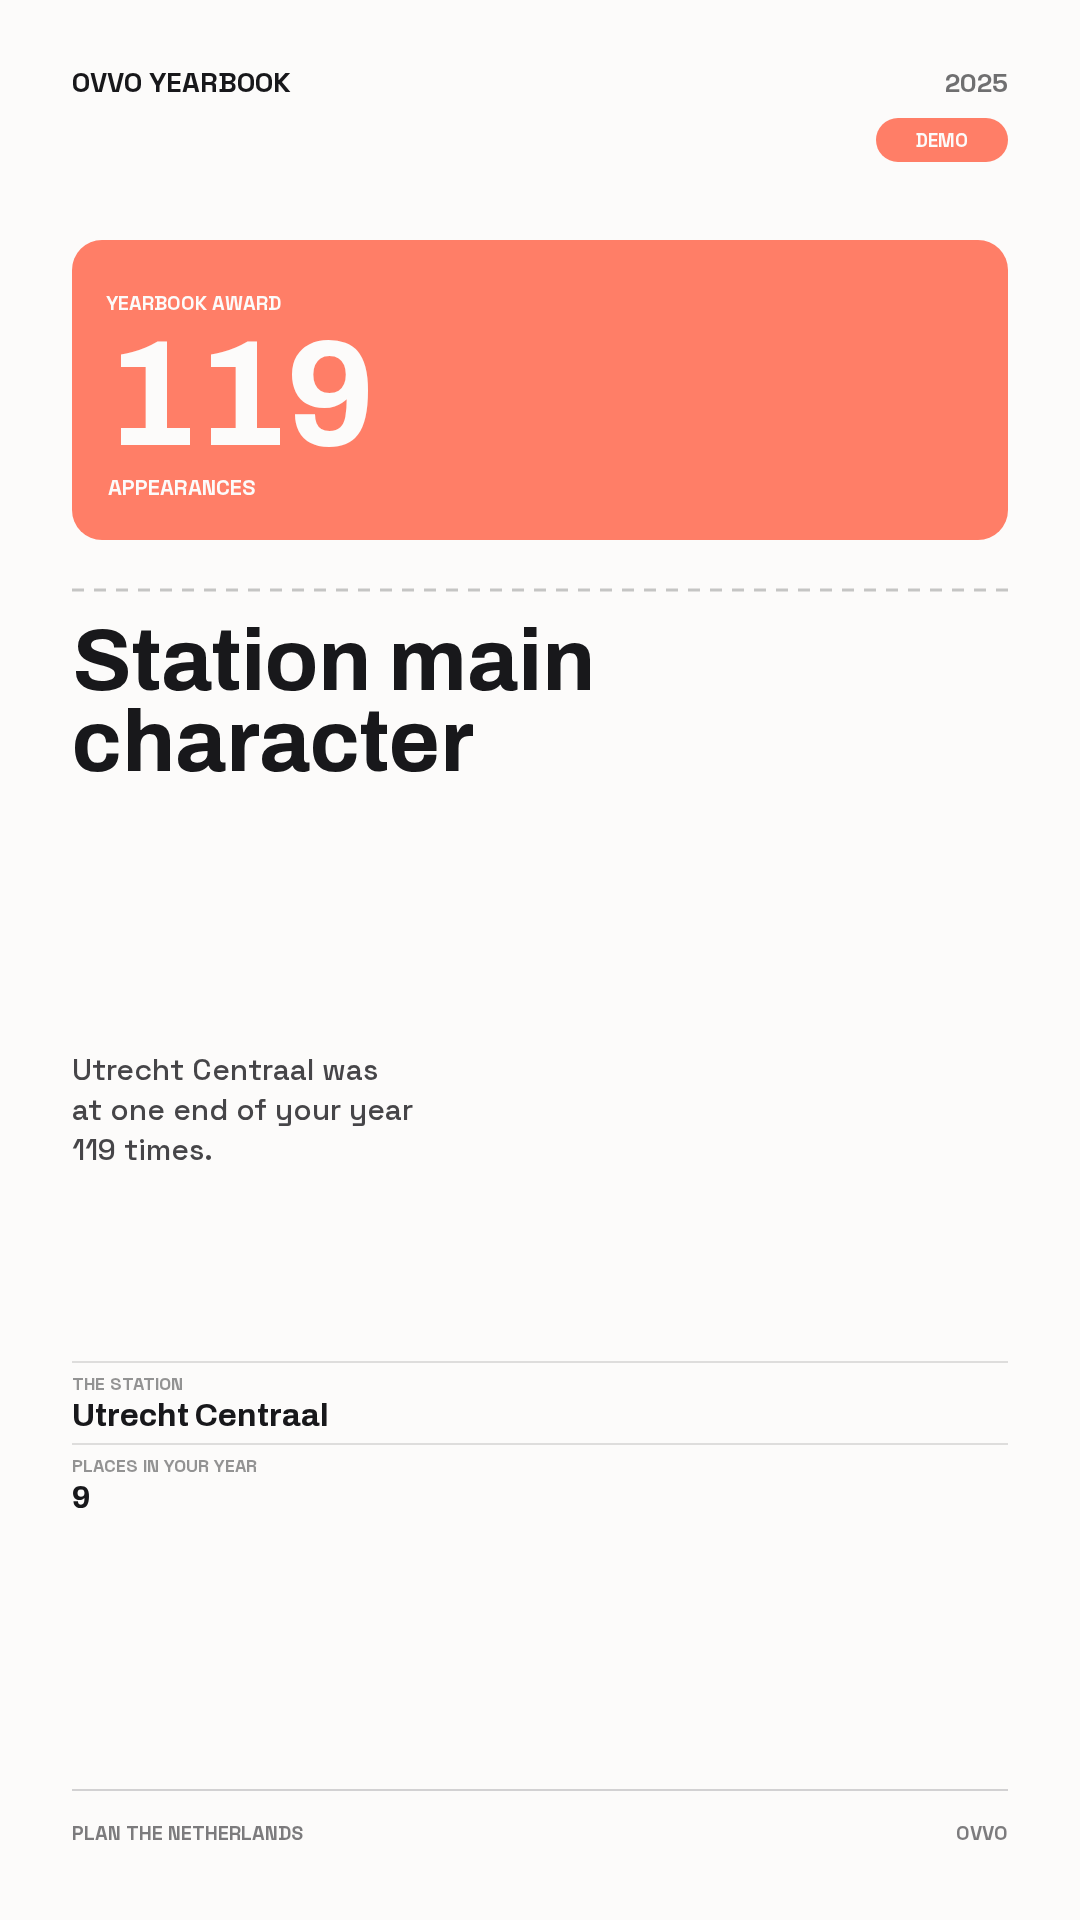 OVVO YEARBOOK
2025
DEMO
YEARBOOK AWARD
119
APPEARANCES
Station main
character
Utrecht Centraal was
at one end of your year
119 times.
THE STATION
Utrecht Centraal
PLACES IN YOUR YEAR
9
PLAN THE NETHERLANDS
OVVO